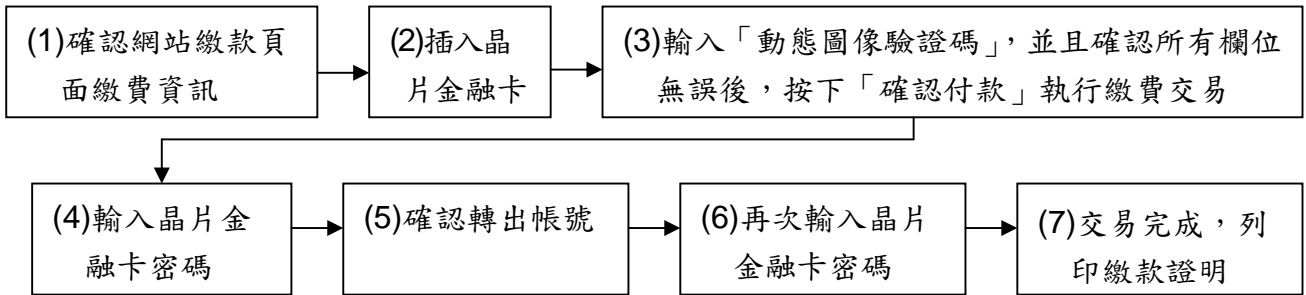 (1)確認網站繳款頁
面繳費資訊
(2)插入晶
片金融卡
(3)輸入「動態圖像驗證碼」,並且確認所有欄位
無誤後,按下「確認付款」執行繳費交易
(4)輸入晶片金
融卡密碼
(5)確認轉出帳號
(6)再次輸入晶片
金融卡密碼
(7)交易完成,列
印繳款證明